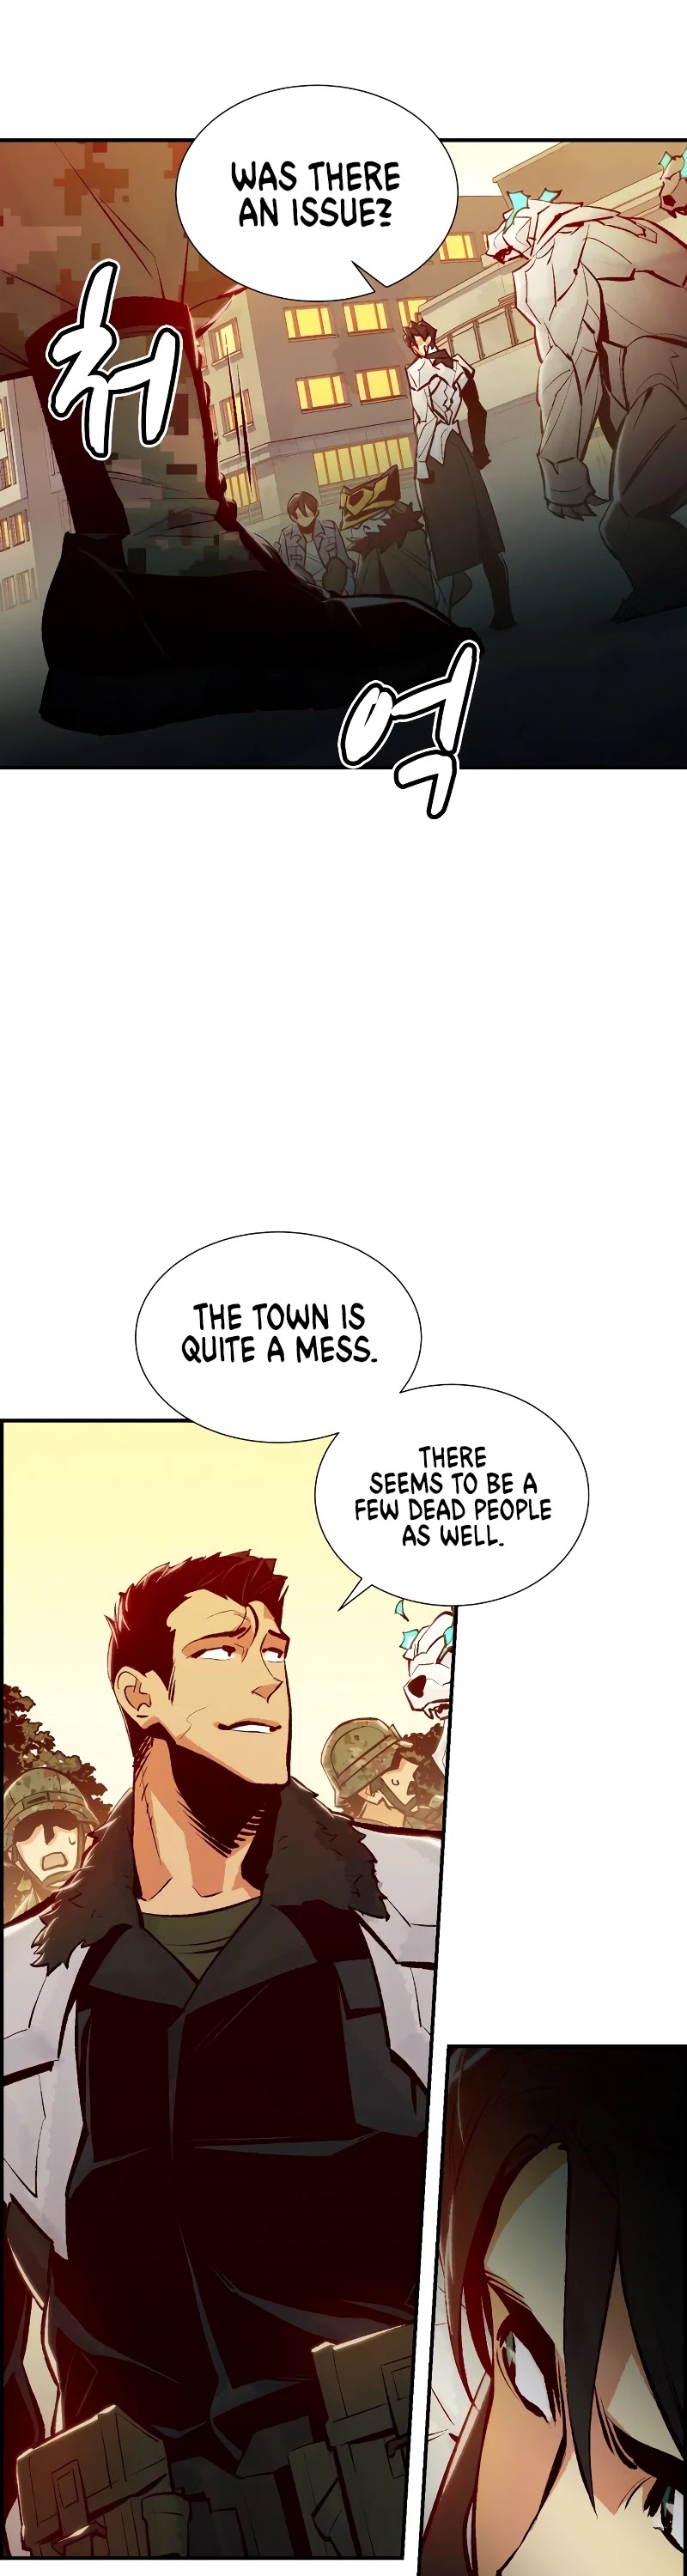 WAS THERE
AN ISSUE?
저
억
THE TOWN IS
QUITE A MESS.
THERE
SEEMS TO BE A
FEW DEAD PEOPLE
AS WELL.